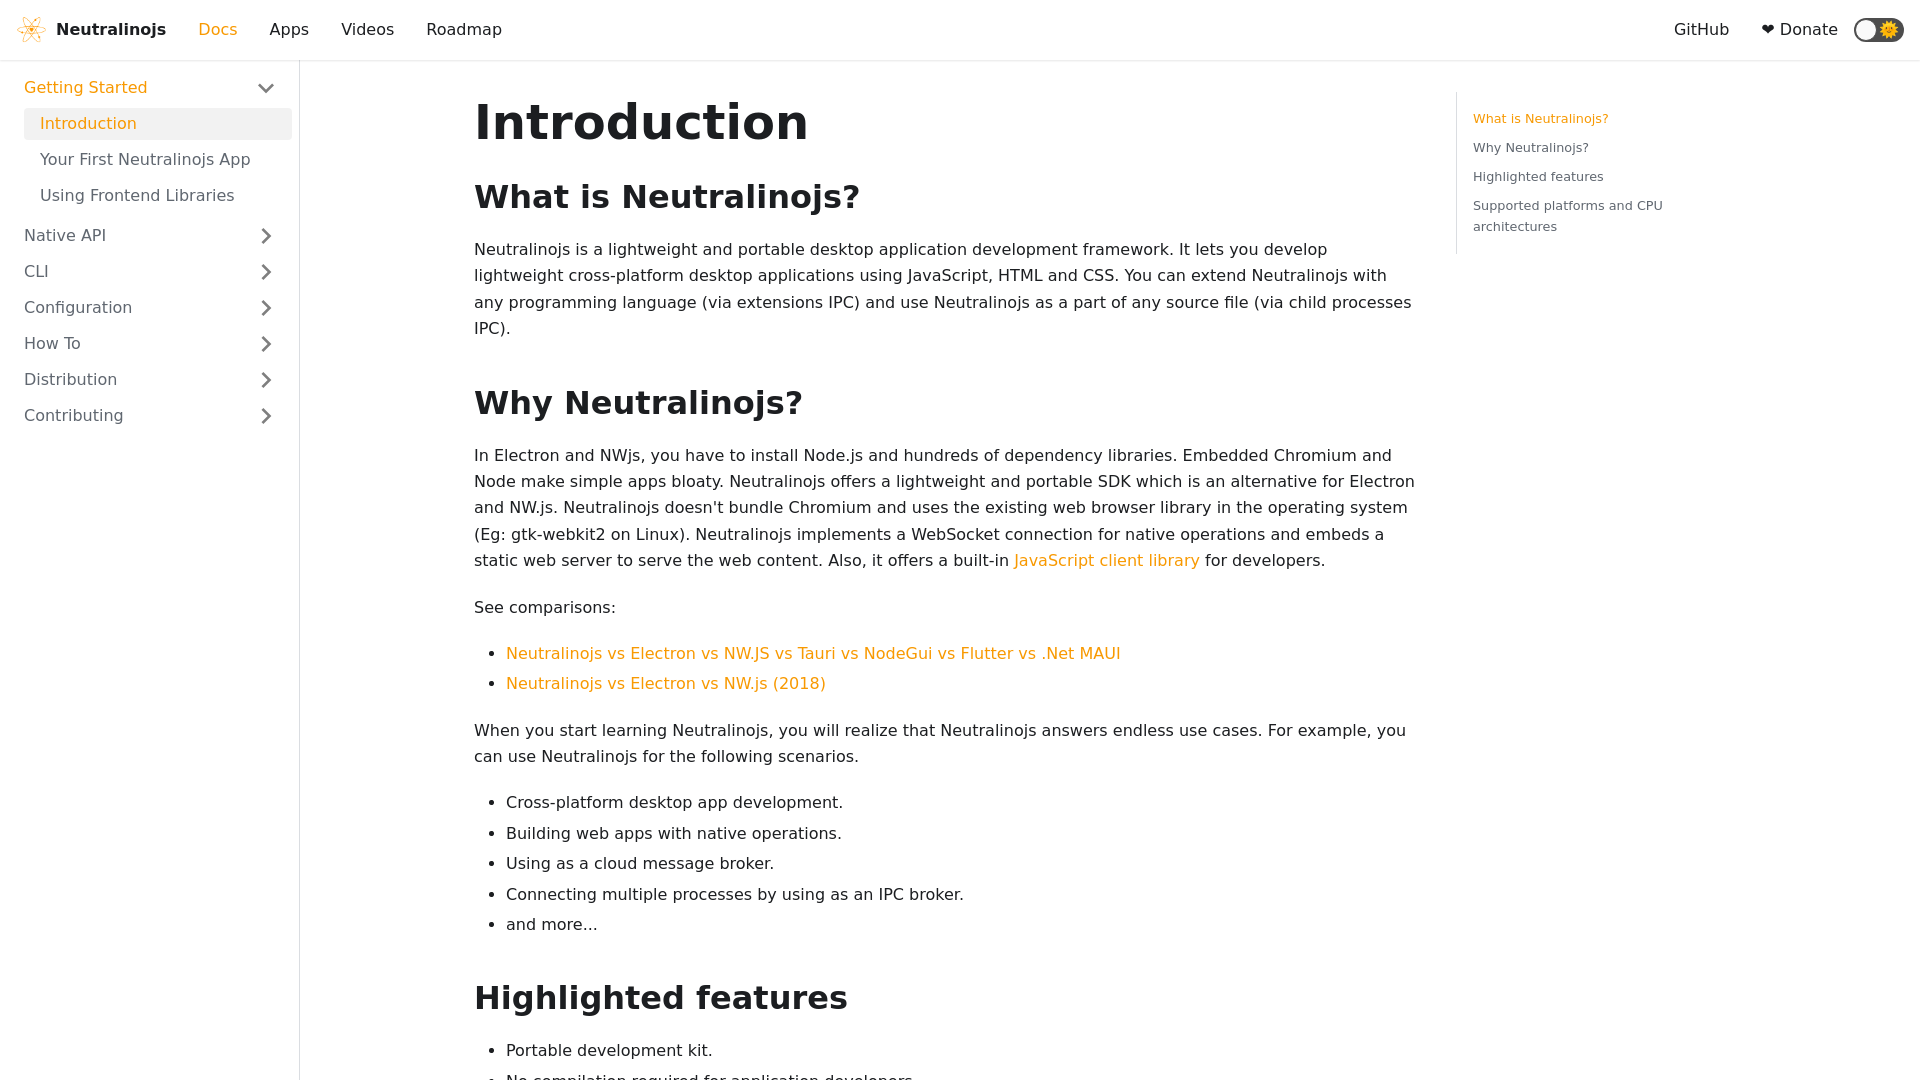 Neutralinojs Docs Apps Videos Roadmap GitHub ❤ Donate
Getting Started
Introduction
Your First Neutralinojs App
Using Frontend Libraries
Native API
CLI
Configuration
How To
Distribution
Contributing
Introduction
What is Neutralinojs?
Neutralinojs is a lightweight and portable desktop application development framework. It lets you develop
lightweight cross-platform desktop applications using JavaScript, HTML and CSS. You can extend Neutralinojs with
any programming language (via extensions IPC) and use Neutralinojs as a part of any source file (via child processes
IPC).
Why Neutralinojs?
In Electron and NWjs, you have to install Node.js and hundreds of dependency libraries. Embedded Chromium and
Node make simple apps bloaty. Neutralinojs offers a lightweight and portable SDK which is an alternative for Electron
and NW.js. Neutralinojs doesn't bundle Chromium and uses the existing web browser library in the operating system
(Eg: gtk-webkit2 on Linux). Neutralinojs implements a WebSocket connection for native operations and embeds a
static web server to serve the web content. Also, it offers a built-in JavaScript client library for developers.
See comparisons:
• Neutralinojs vs Electron vs NW.JS vs Tauri vs NodeGui vs Flutter vs .Net MAUI
• Neutralinojs vs Electron vs NW.js (2018)
When you start learning Neutralinojs, you will realize that Neutralinojs answers endless use cases. For example, you
can use Neutralinojs for the following scenarios.
• Cross-platform desktop app development.
• Building web apps with native operations.
• Using as a cloud message broker.
• Connecting multiple processes by using as an IPC broker.
• and more...
Highlighted features
• Portable development kit.
• No compilation required for application developers
What is Neutralinojs?
Why Neutralinojs?
Highlighted features
Supported platforms and CPU
architectures